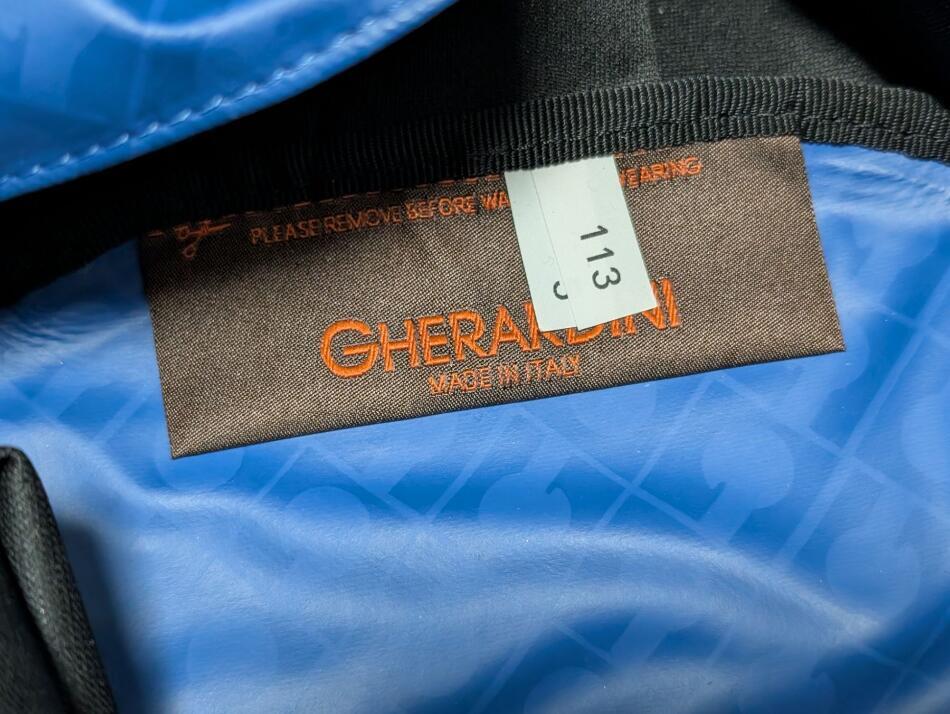 PLEASE REMOVE BEFORE WA WEARING
113
GHERARDINI
MADE IN ITALY